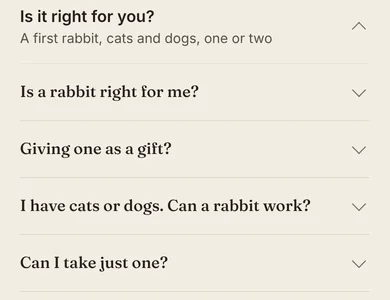 Is it right for you?
A first rabbit, cats and dogs, one or two
Is a rabbit right for me?
Giving one as a gift?
I have cats or dogs. Can a rabbit work?
Can I take just one?